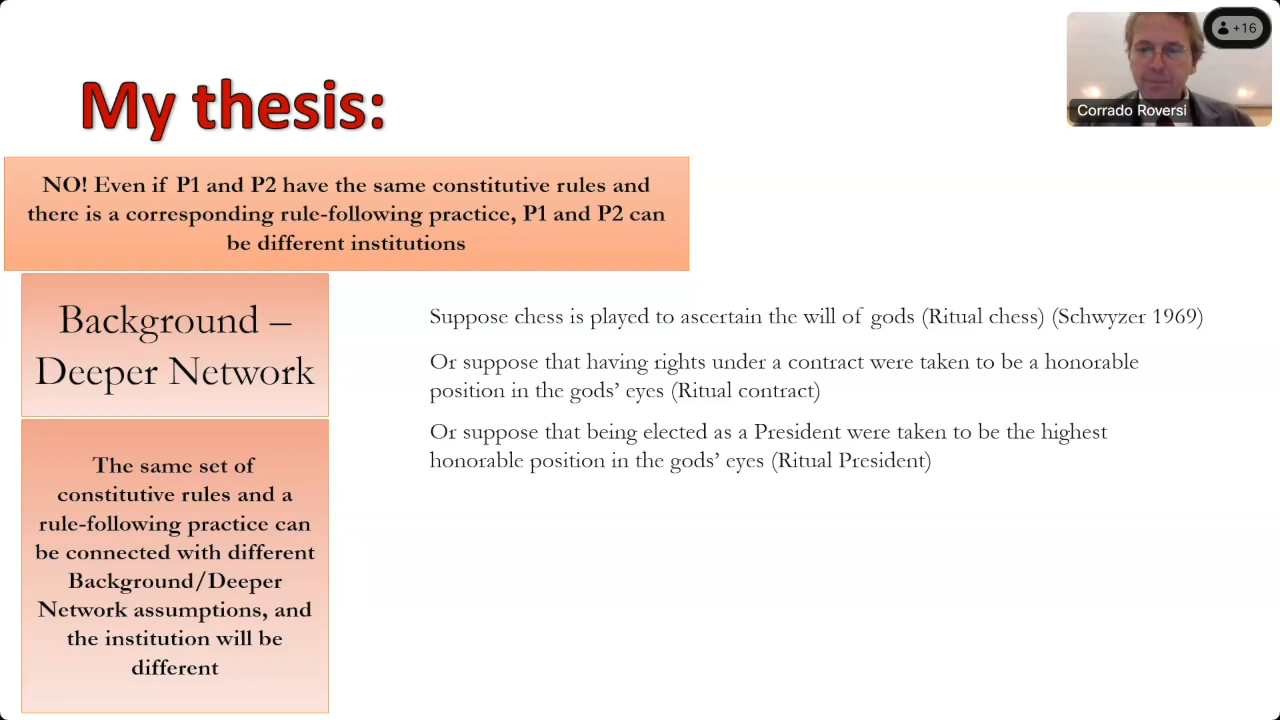 +16
Corrado Roversi
My thesis:
NO! Even if P1 and P2 have the same constitutive rules and
there is a corresponding rule-following practice, P1 and P2 can
be different institutions
Background –
Deeper Network
The same set of
constitutive rules and a
rule-following practice can
be connected with different
Background/Deeper
Network assumptions, and
the institution will be
different
Suppose chess is played to ascertain the will of gods (Ritual chess) (Schwyzer 1969)
Or suppose that having rights under a contract were taken to be a honorable
position in the gods’ eyes (Ritual contract)
Or suppose that being elected as a President were taken to be the highest
honorable position in the gods’ eyes (Ritual President)